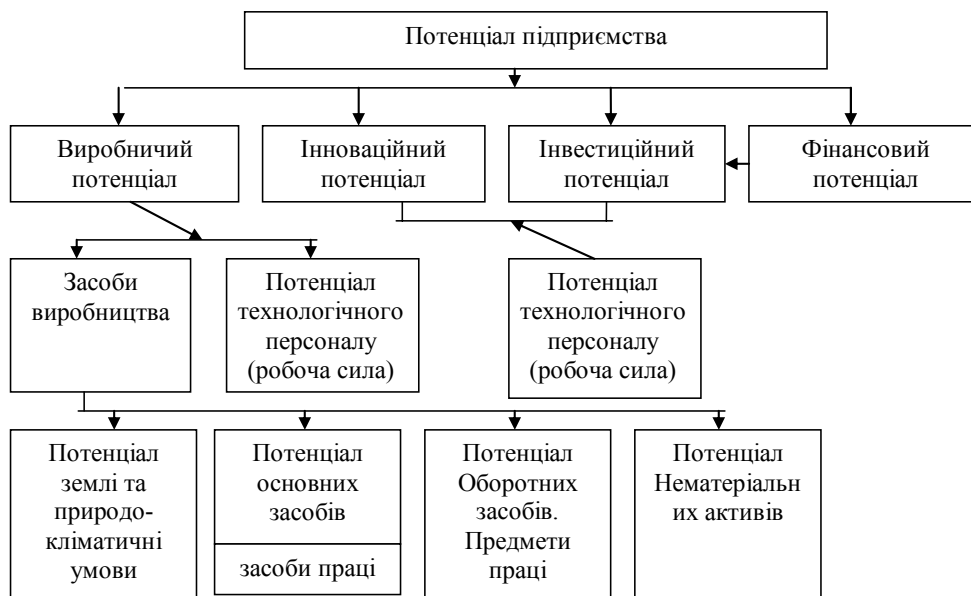 Потенціал підприємства
Виробничий
потенціал
Інноваційний
потенціал
Інвестиційний
потенціал
Фінансовий
потенціал
Засоби
виробництва
Потенціал
технологічного
персоналу
(робоча сила)
Потенціал
технологічного
персоналу
(робоча сила)
Потенціал
землі та
природо-
кліматичні
умови
Потенціал
основних
засобів
засоби праці
Потенціал
Оборотних
засобів.
Предмети
праці
Потенціал
Нематеріальн
их активів